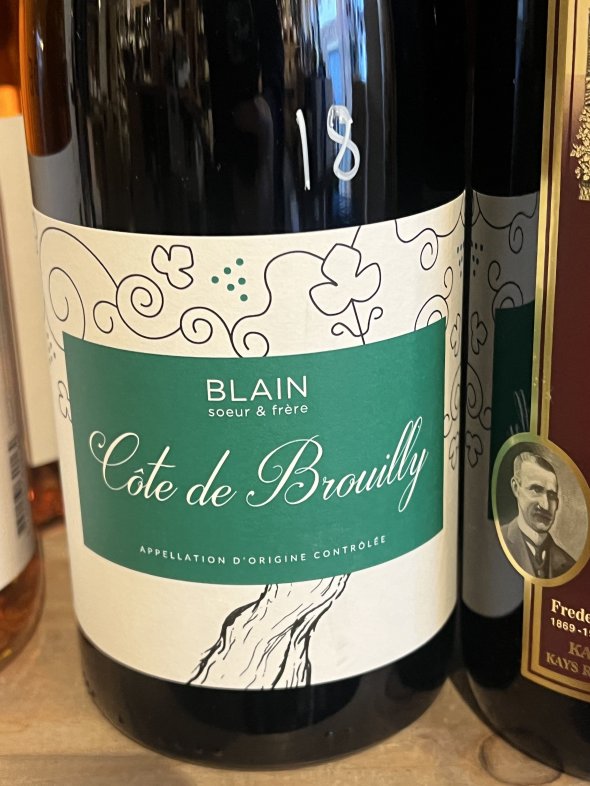 18
BLAIN
soeur & frère
Côte de Brouilly
APPELLATION D'ORIGINE CONTRÔLÉE
Frede
1869-1
KA
KAYS R